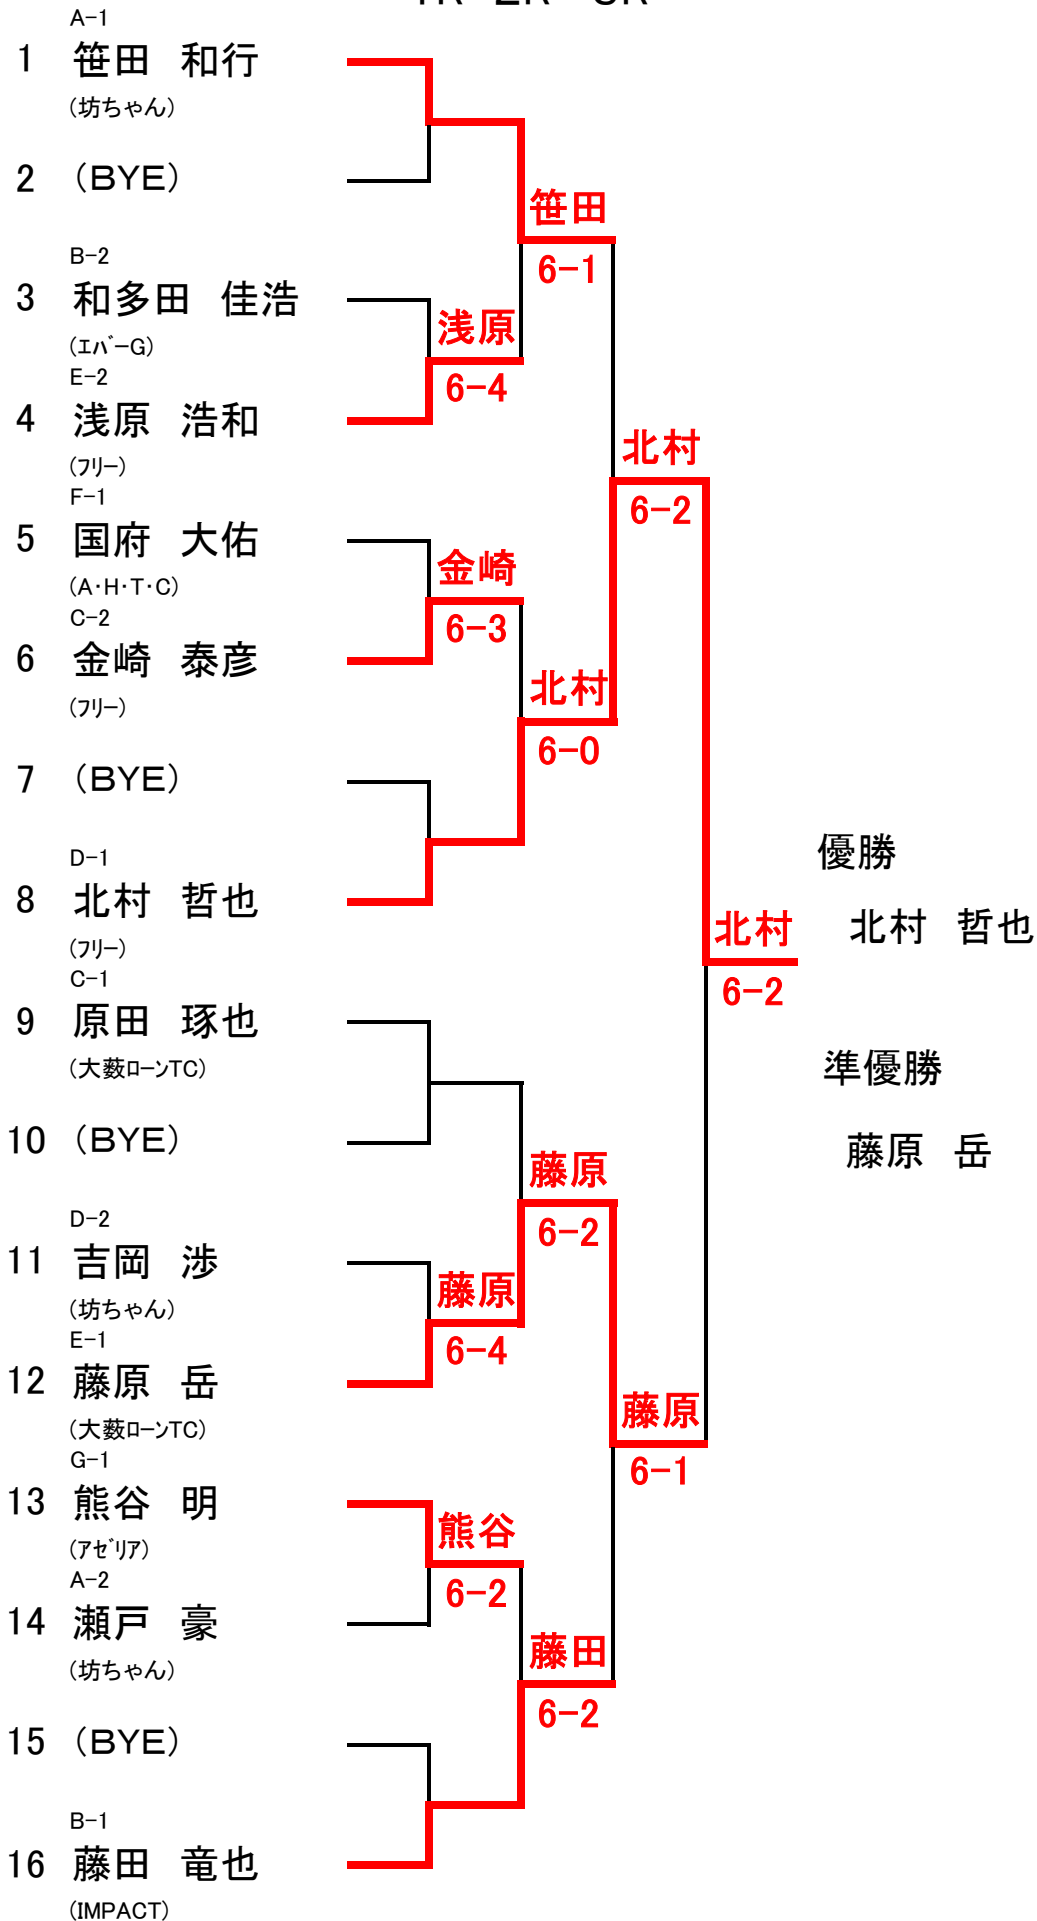 A-1
1 笹田 和行
(坊ちゃん)
2 (BYE)
笹田
6-1
B-2
3 和多田 佳浩
(エバーG)
浅原
6-4
E-2
4 浅原 浩和
(フリー)
北村
6-2
F-1
5 国府 大佑
(A・H・T・C)
金崎
6-3
C-2
6 金崎 泰彦
(フリー)
北村
6-0
7 (BYE)
D-1
8 北村 哲也
(フリー)
優勝
北村 北村 哲也
6-2
C-1
9 原田 琢也
(大薮ローンTC)
準優勝
藤原 岳
10 (BYE)
藤原
6-2
D-2
11 吉岡 渉
(坊ちゃん)
藤原
6-4
E-1
12 藤原 岳
(大薮ローンTC)
藤原
6-1
G-1
13 熊谷 明
(アゼリア)
熊谷
6-2
A-2
14 瀬戸 豪
(坊ちゃん)
藤田
6-2
15 (BYE)
B-1
16 藤田 竜也
(IMPACT)